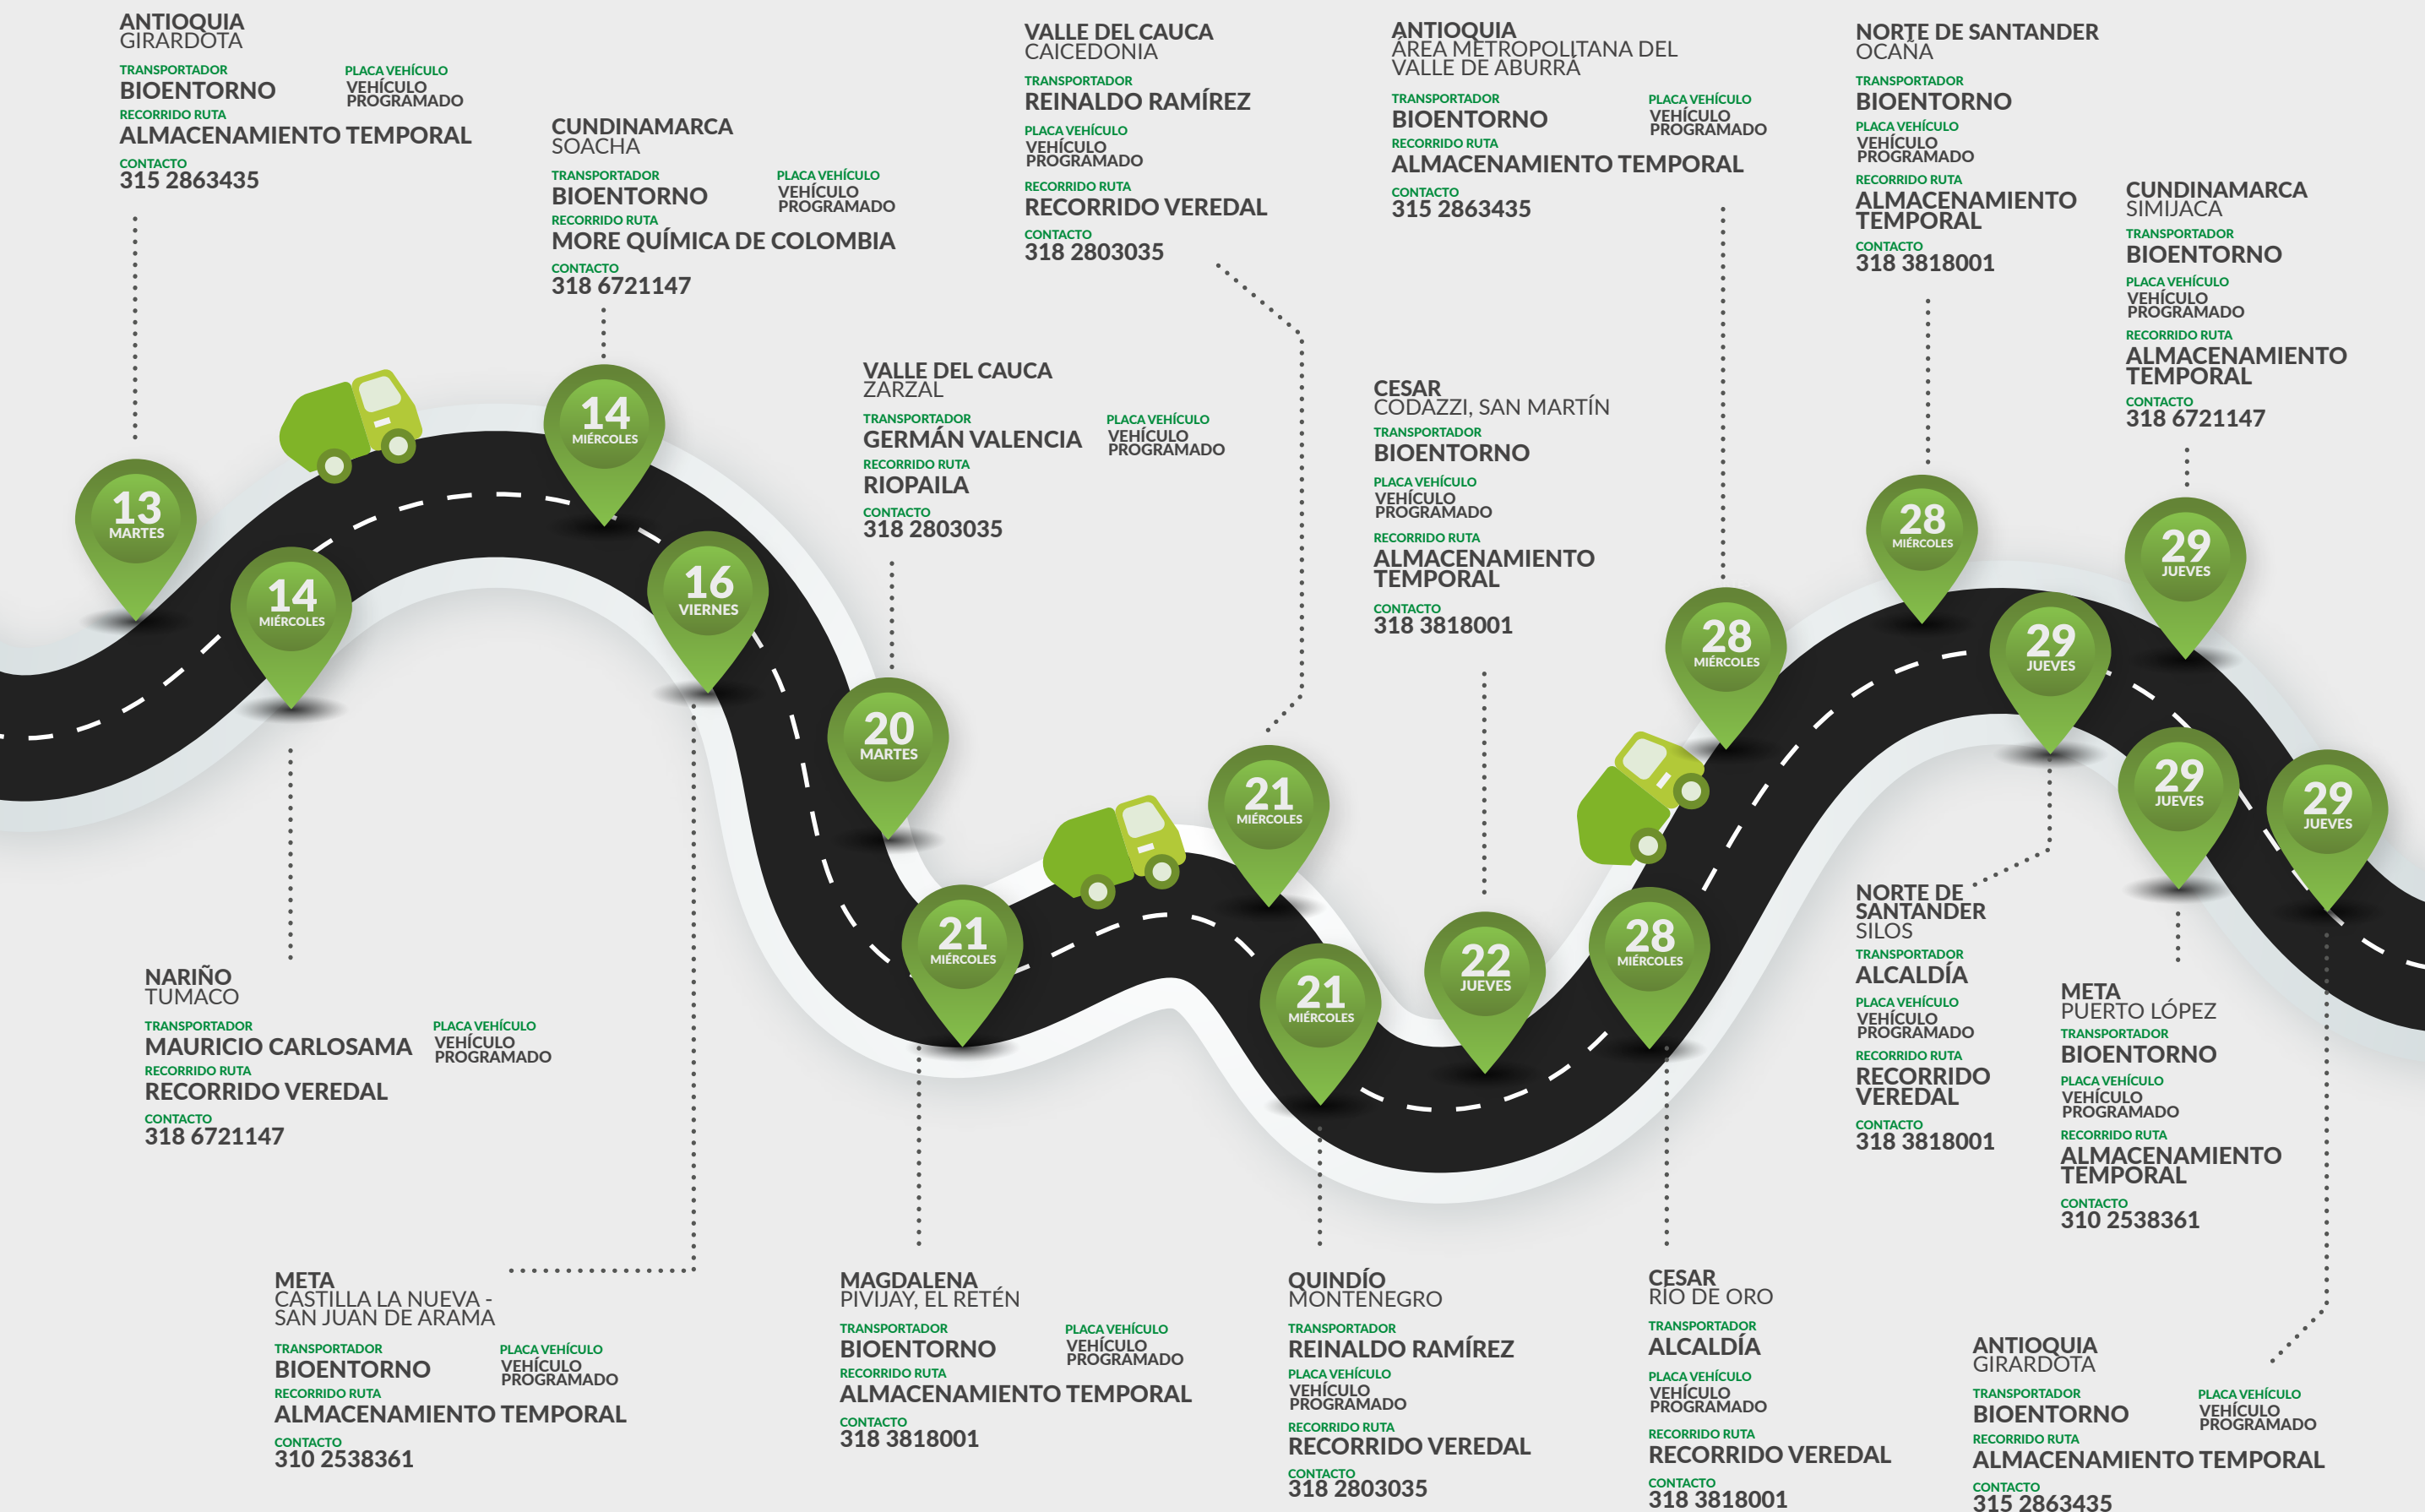 ANTIOQUIA
GIRARDOTA
TRANSPORTADOR
BIOENTORNO
PLACA VEHÍCULO
VEHÍCULO
PROGRAMADO
RECORRIDO RUTA
ALMACENAMIENTO TEMPORAL
CONTACTO
315 2863435
CUNDINAMARCA
SOACHA
TRANSPORTADOR
BIOENTORNO
PLACA VEHÍCULO
VEHÍCULO
PROGRAMADO
RECORRIDO RUTA
MORE QUÍMICA DE COLOMBIA
CONTACTO
318 6721147
VALLE DEL CAUCA
CAICEDONIA
TRANSPORTADOR
REINALDO RAMÍREZ
PLACA VEHÍCULO
VEHÍCULO
PROGRAMADO
RECORRIDO RUTA
RECORRIDO VEREDAL
CONTACTO
318 2803035
ANTIOQUIA
ÁREA METROPOLITANA DEL
VALLE DE ABURRÁ
TRANSPORTADOR
BIOENTORNO
PLACA VEHÍCULO
VEHÍCULO
PROGRAMADO
RECORRIDO RUTA
ALMACENAMIENTO TEMPORAL
CONTACTO
315 2863435
NORTE DE SANTANDER
OCAÑA
TRANSPORTADOR
BIOENTORNO
PLACA VEHÍCULO
VEHÍCULO
PROGRAMADO
RECORRIDO RUTA
ALMACENAMIENTO
TEMPORAL
CONTACTO
318 3818001
CUNDINAMARCA
SIMIJACA
TRANSPORTADOR
BIOENTORNO
PLACA VEHÍCULO
VEHÍCULO
PROGRAMADO
RECORRIDO RUTA
ALMACENAMIENTO
TEMPORAL
CONTACTO
318 6721147
VALLE DEL CAUCA
ZARZAL
TRANSPORTADOR
GERMÁN VALENCIA
PLACA VEHÍCULO
VEHÍCULO
PROGRAMADO
RECORRIDO RUTA
RIOPAILA
CONTACTO
318 2803035
CESAR
CODAZZI, SAN MARTÍN
TRANSPORTADOR
BIOENTORNO
PLACA VEHÍCULO
VEHÍCULO
PROGRAMADO
RECORRIDO RUTA
ALMACENAMIENTO
TEMPORAL
CONTACTO
318 3818001
13
MARTES
14
MIÉRCOLES
14
MIÉRCOLES
16
VIERNES
20
MARTES
21
MIÉRCOLES
21
MIÉRCOLES
21
MIÉRCOLES
22
JUEVES
28
MIÉRCOLES
28
MIÉRCOLES
28
MIÉRCOLES
29
JUEVES
29
JUEVES
29
JUEVES
29
JUEVES
NARIÑO
TUMACO
TRANSPORTADOR
MAURICIO CARLOSAMA
PLACA VEHÍCULO
VEHÍCULO
PROGRAMADO
RECORRIDO RUTA
RECORRIDO VEREDAL
CONTACTO
318 6721147
META
CASTILLA LA NUEVA -
SAN JUAN DE ARAMA
TRANSPORTADOR
BIOENTORNO
PLACA VEHÍCULO
VEHÍCULO
PROGRAMADO
RECORRIDO RUTA
ALMACENAMIENTO TEMPORAL
CONTACTO
310 2538361
MAGDALENA
PIVIJAY, EL RETÉN
TRANSPORTADOR
BIOENTORNO
PLACA VEHÍCULO
VEHÍCULO
PROGRAMADO
RECORRIDO RUTA
ALMACENAMIENTO TEMPORAL
CONTACTO
318 3818001
QUINDÍO
MONTENEGRO
TRANSPORTADOR
REINALDO RAMÍREZ
PLACA VEHÍCULO
VEHÍCULO
PROGRAMADO
RECORRIDO RUTA
RECORRIDO VEREDAL
CONTACTO
318 2803035
CESAR
RÍO DE ORO
TRANSPORTADOR
ALCALDÍA
PLACA VEHÍCULO
VEHÍCULO
PROGRAMADO
RECORRIDO RUTA
RECORRIDO VEREDAL
CONTACTO
318 3818001
NORTE DE
SANTANDER
SILOS
TRANSPORTADOR
ALCALDÍA
PLACA VEHÍCULO
VEHÍCULO
PROGRAMADO
RECORRIDO RUTA
RECORRIDO
VEREDAL
CONTACTO
318 3818001
META
PUERTO LÓPEZ
TRANSPORTADOR
BIOENTORNO
PLACA VEHÍCULO
VEHÍCULO
PROGRAMADO
RECORRIDO RUTA
ALMACENAMIENTO
TEMPORAL
CONTACTO
310 2538361
ANTIOQUIA
GIRARDOTA
TRANSPORTADOR
BIOENTORNO
PLACA VEHÍCULO
VEHÍCULO
PROGRAMADO
RECORRIDO RUTA
ALMACENAMIENTO TEMPORAL
CONTACTO
315 2863435